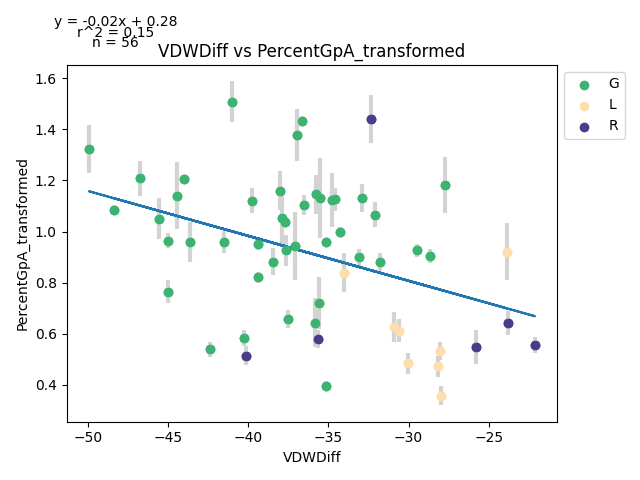 y = -0.02x + 0.28
r^2 = 0.15
n = 56
VDWDiff vs PercentGpA_transformed
1.6
1.4
1.2
1.0
0.8
0.6
0.4
PercentGpA_transformed
−50
−45
−40
−35
−30
−25
VDWDiff
G
L
R